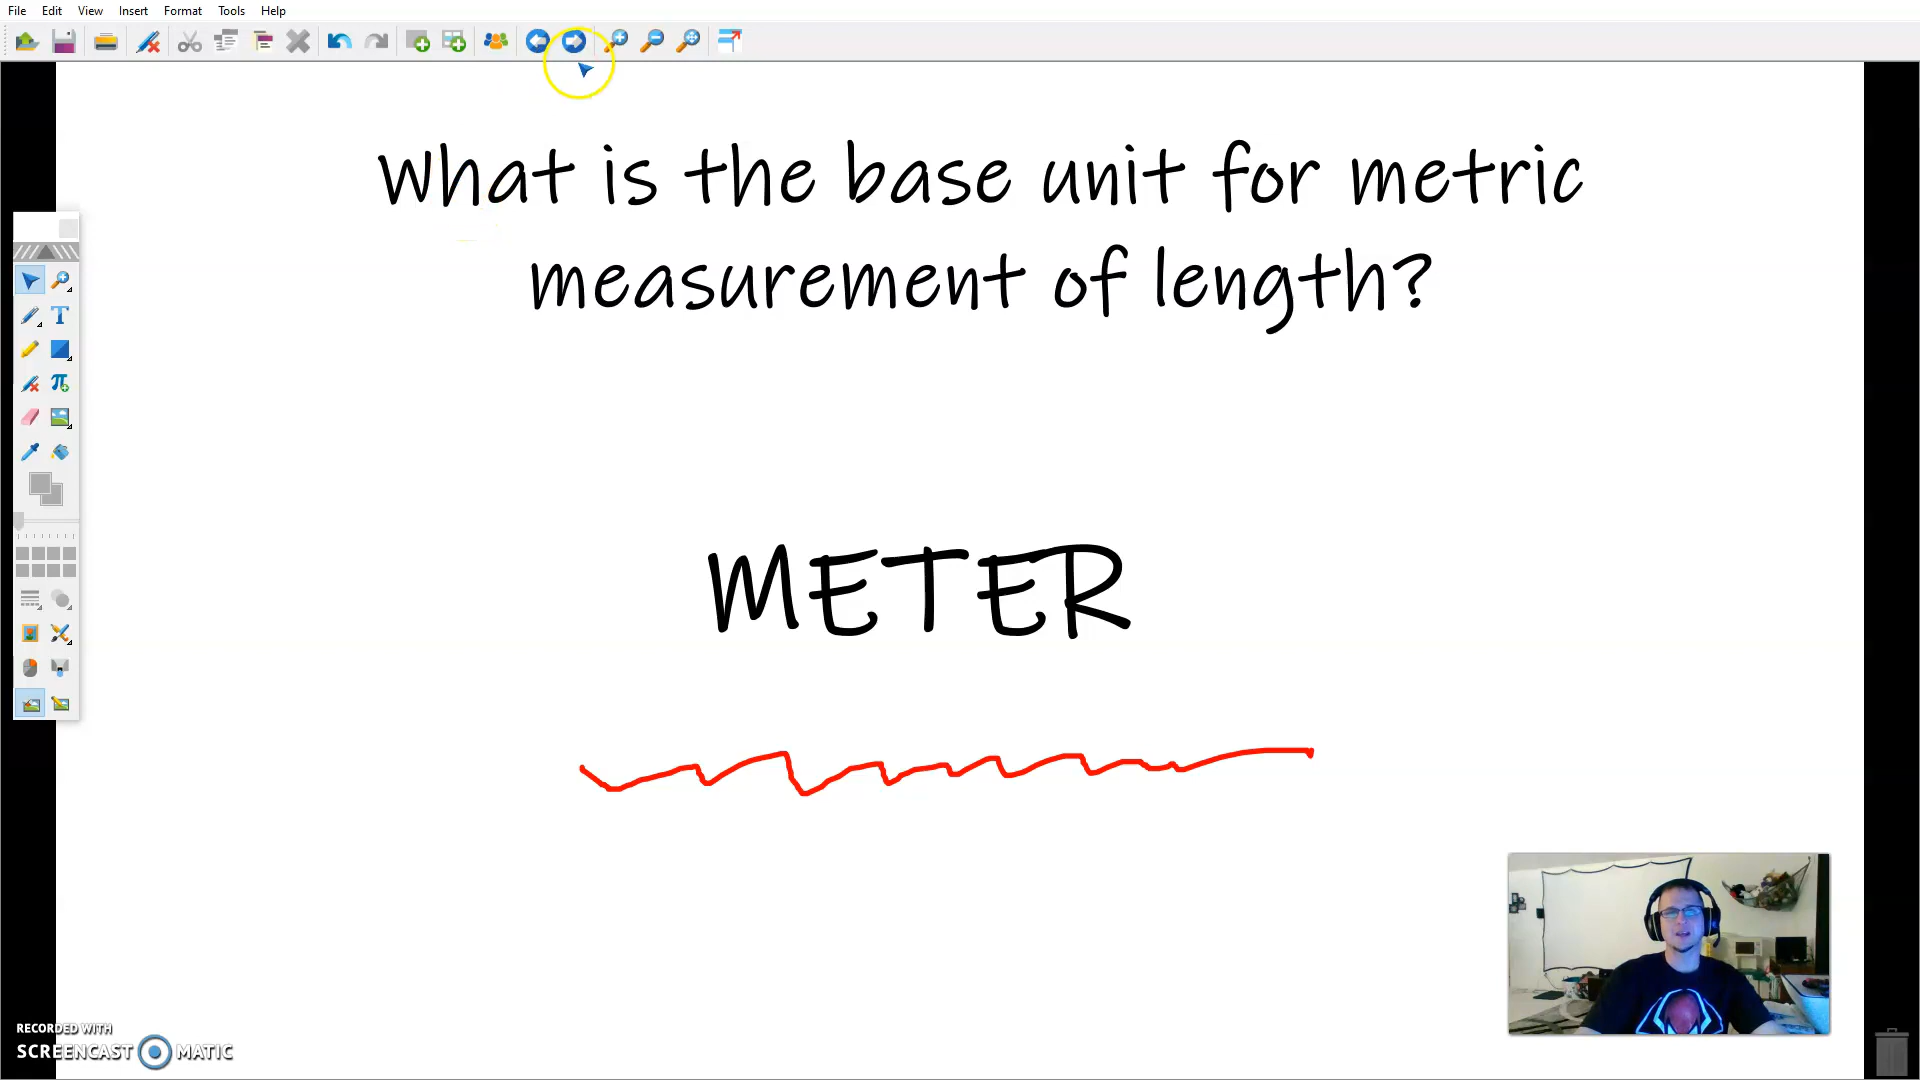 File Edit View Insert Format Tools Help
What is the base unit for metric
measurement of length?
METER
RECORDED WITH
SCREENCAST MATIC